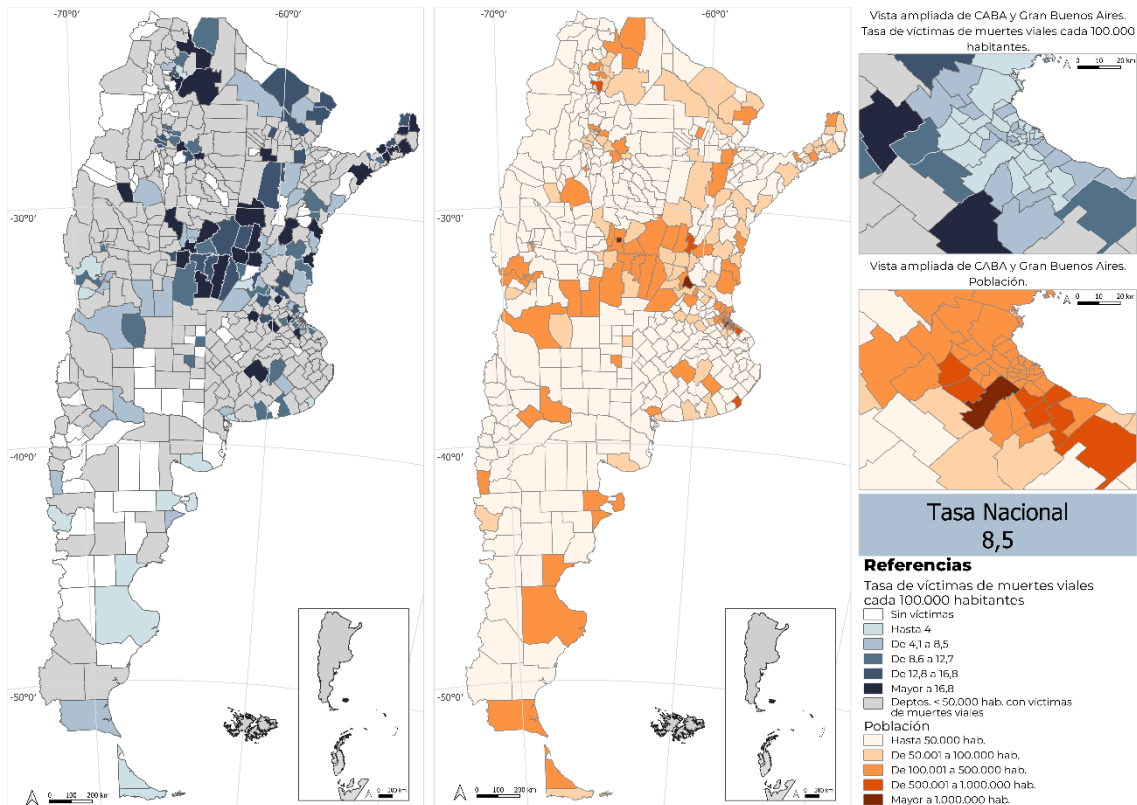 -70°0'
-60°0'
-30°0'
-40°0'
-50°0'
0 100 200 km
0 100 km
-70°0'
-60°0'
-30°0'
-40°0'
-50°0'
0 100 200 km
0 100 km
Vista ampliada de CABA y Gran Buenos Aires.
Tasa de víctimas de muertes viales cada 100.000
habitantes.
0 10 20 km
Vista ampliada de CABA y Gran Buenos Aires.
Población.
0 10 20 km
Tasa Nacional
8,5
Referencias
Tasa de víctimas de muertes viales
cada 100.000 habitantes
Sin víctimas
Hasta 4
De 4,1 a 8,5
De 8,6 a 12,7
De 12,8 a 16,8
Mayor a 16,8
Deptos. < 50.000 hab. con víctimas
de muertes viales
Población
Hasta 50.000 hab.
De 50.001 a 100.000 hab.
De 100.001 a 500.000 hab.
De 500.001 a 1.000.000 hab.
Mayor a 1.000.000 hab.